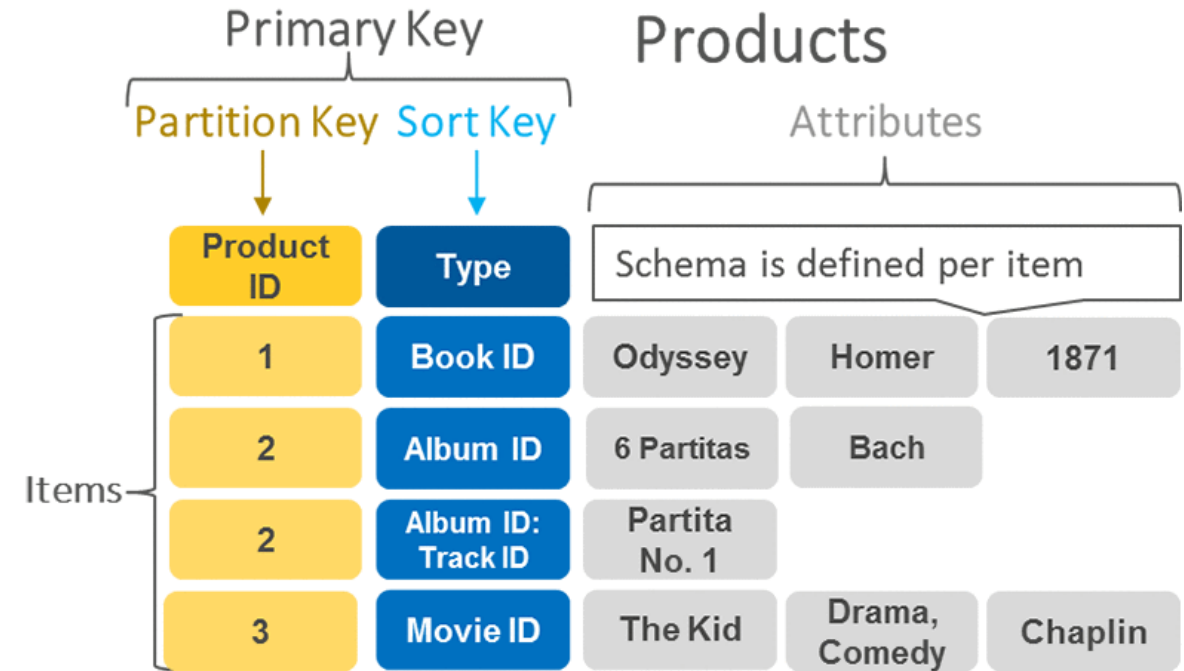 Primary Key
Products
Partition Key
Sort Key
Attributes
Product
ID
Type
Schema is defined per item
Items
1
Book ID
Odyssey
Homer
1871
2
Album ID
6 Partitas
Bach
2
Album ID:
Track ID
Partita
No. 1
3
Movie ID
The Kid
Drama,
Comedy
Chaplin